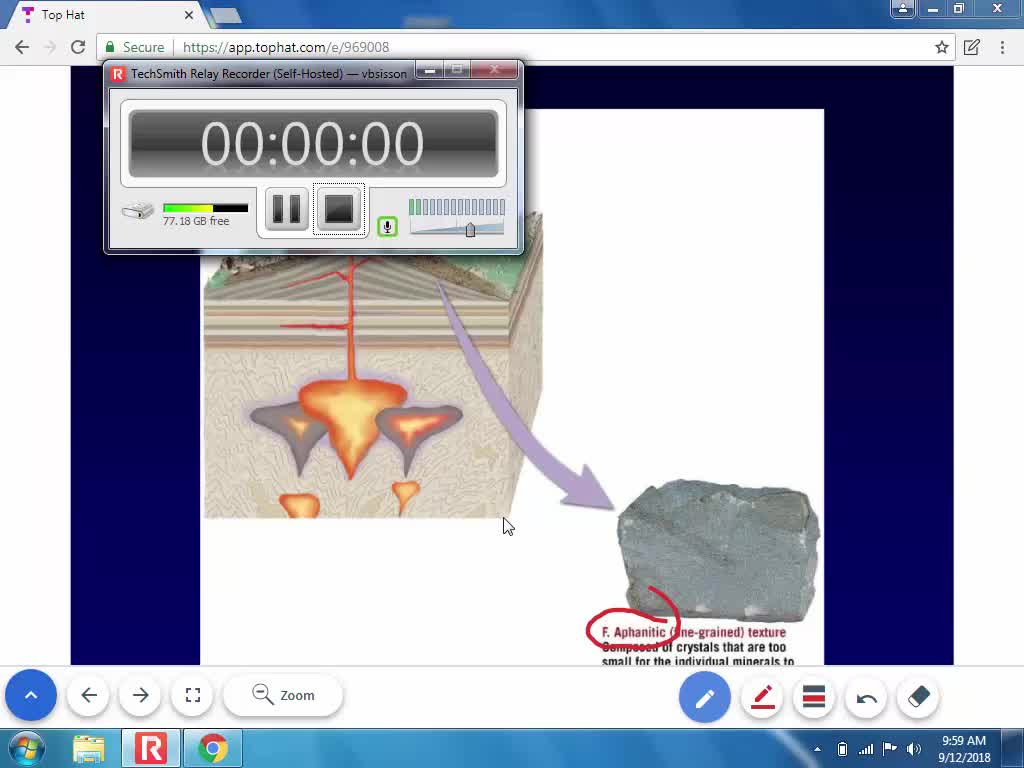 Top Hat
Secure
https://app.tophat.com/e/969008
TechSmith Relay Recorder (Self-Hosted) — vbsisson
00:00:00
77.18 GB free
F. Aphanitic (fine-grained) texture
Composed of crystals that are too
small for the individual minerals to
Zoom
9:59 AM
9/12/2018